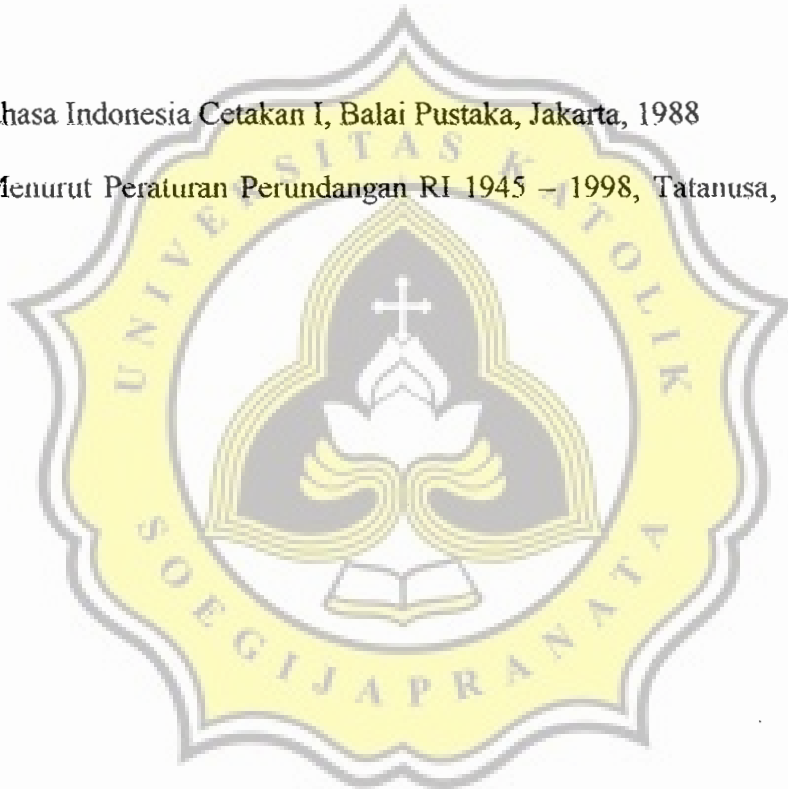 hasa Indonesia Cetakan I, Balai Pustaka, Jakarta, 1988
Menurut Peraturan Perundangan RI 1945 – 1998, Tatanusa,
UNIVERSITAS KATOLIK
SOEGIJAPRANATA